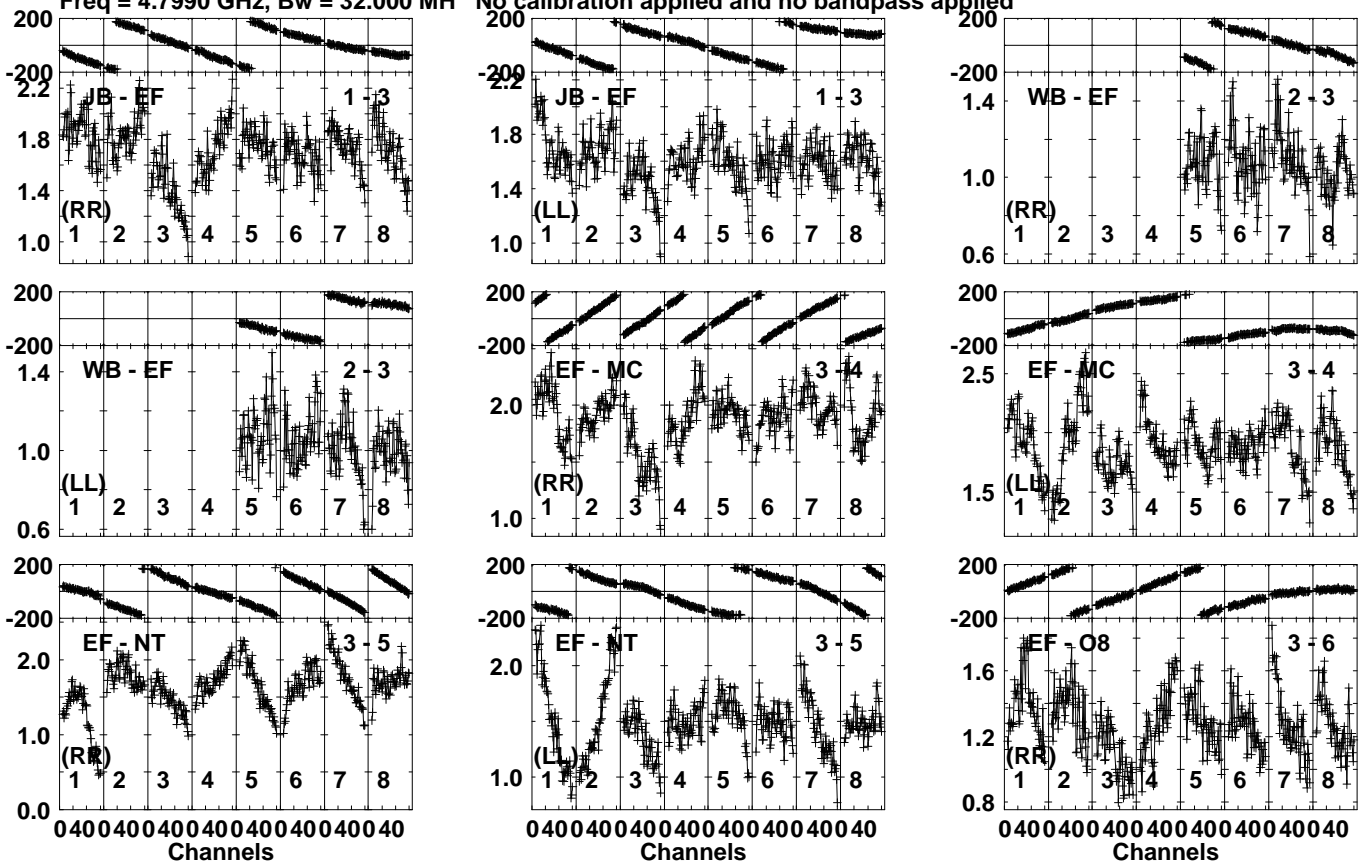 Freq = 4.7990 GHz, Bw = 32.000 MH No calibration applied and no bandpass applied
200
-200
2.2
1.8
1.4
1.0
JB - EF 1 - 3
(RR)
1 2 3 4 5 6 7 8
200
-200
2.2
1.8
1.4
1.0
JB - EF 1 - 3
(LL)
1 2 3 4 5 6 7 8
200
-200
1.4
1.0
0.6
WB - EF 2 - 3
(RR)
1 2 3 4 5 6 7 8
200
-200
1.4
1.0
0.6
WB - EF 2 - 3
(LL)
1 2 3 4 5 6 7 8
200
-200
2.0
1.0
EF - MC 3 - 4
(RR)
1 2 3 4 5 6 7 8
200
-200
2.5
1.5
EF - MC 3 - 4
(LL)
1 2 3 4 5 6 7 8
200
-200
2.0
1.0
0.0
EF - NT 3 - 5
(RR)
1 2 3 4 5 6 7 8
0 40 0 40 0 40 0 40 0 40 0 40 0 40 0 40
Channels
200
-200
2.0
1.0
EF - NT 3 - 5
(LL)
1 2 3 4 5 6 7 8
0 40 0 40 0 40 0 40 0 40 0 40 0 40 0 40
Channels
200
-200
1.6
1.2
0.8
EF - O8 3 - 6
(RR)
1 2 3 4 5 6 7 8
0 40 0 40 0 40 0 40 0 40 0 40 0 40 0 40
Channels